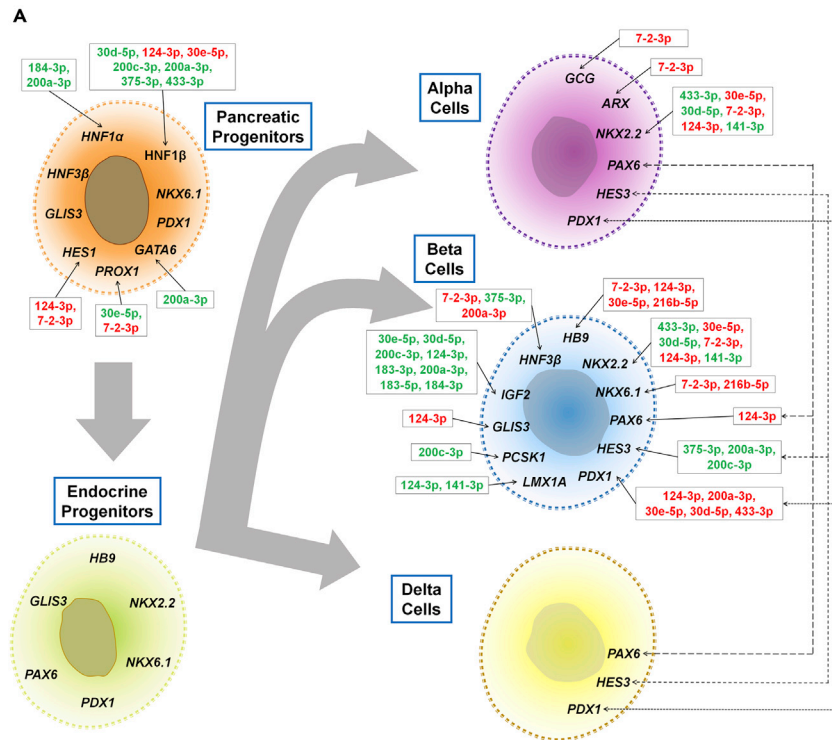 A
184-3p,
200a-3p
30d-5p, 124-3p, 30e-5p,
200c-3p, 200a-3p,
375-3p, 433-3p
Pancreatic
Progenitors
HNF1α
HNF1β
HNF3β
NKX6.1
GLIS3
PDX1
HES1
GATA6
PROX1
124-3p,
7-2-3p
30e-5p,
7-2-3p
200a-3p
Endocrine
Progenitors
HB9
GLIS3
NKX2.2
NKX6.1
PAX6
PDX1
Alpha
Cells
7-2-3p
7-2-3p
433-3p, 30e-5p,
30d-5p, 7-2-3p,
124-3p, 141-3p
GCG
ARX
NKX2.2
PAX6
HES3
PDX1
Beta
Cells
7-2-3p, 375-3p,
200a-3p
7-2-3p, 124-3p,
30e-5p, 216b-5p
30e-5p, 30d-5p,
200c-3p, 124-3p,
183-3p, 200a-3p,
183-5p, 184-3p
433-3p, 30e-5p,
30d-5p, 7-2-3p,
124-3p, 141-3p
HB9
HNF3β
NKX2.2
IGF2
NKX6.1
7-2-3p, 216b-5p
124-3p
GLIS3
PAX6
124-3p
200c-3p
PCSK1
HES3
375-3p, 200a-3p,
200c-3p
124-3p, 141-3p
LMX1A
PDX1
124-3p, 200a-3p,
30e-5p, 30d-5p, 433-3p
Delta
Cells
PAX6
HES3
PDX1